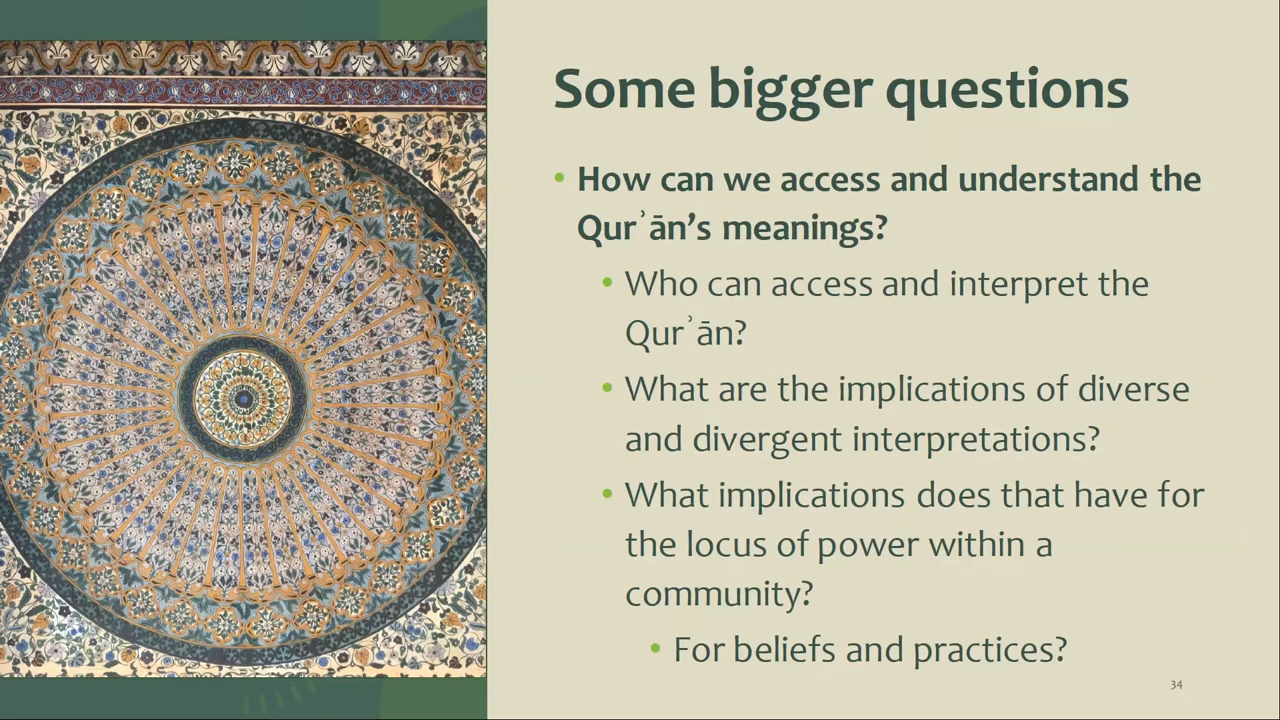 Some bigger questions
• How can we access and understand the
Qurʾān’s meanings?
• Who can access and interpret the
Qurʾān?
• What are the implications of diverse
and divergent interpretations?
• What implications does that have for
the locus of power within a
community?
• For beliefs and practices?
34